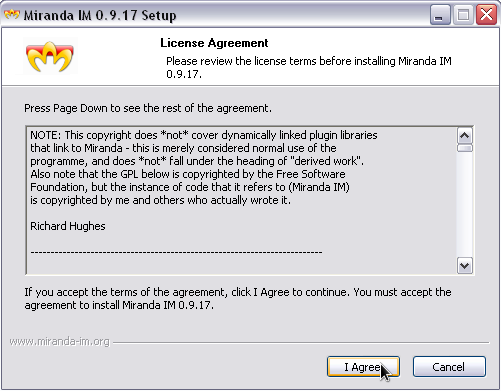 Miranda IM 0.9.17 Setup
License Agreement
Please review the license terms before installing Miranda IM
0.9.17.
Press Page Down to see the rest of the agreement.
NOTE: This copyright does *not* cover dynamically linked plugin libraries
that link to Miranda - this is merely considered normal use of the
programme, and does *not* fall under the heading of "derived work".
Also note that the GPL below is copyrighted by the Free Software
Foundation, but the instance of code that it refers to (Miranda IM)
is copyrighted by me and others who actually wrote it.
Richard Hughes
-------------------------------------------------------------------------
If you accept the terms of the agreement, click I Agree to continue. You must accept the
agreement to install Miranda IM 0.9.17.
www.miranda-im.org
I Agree
Cancel